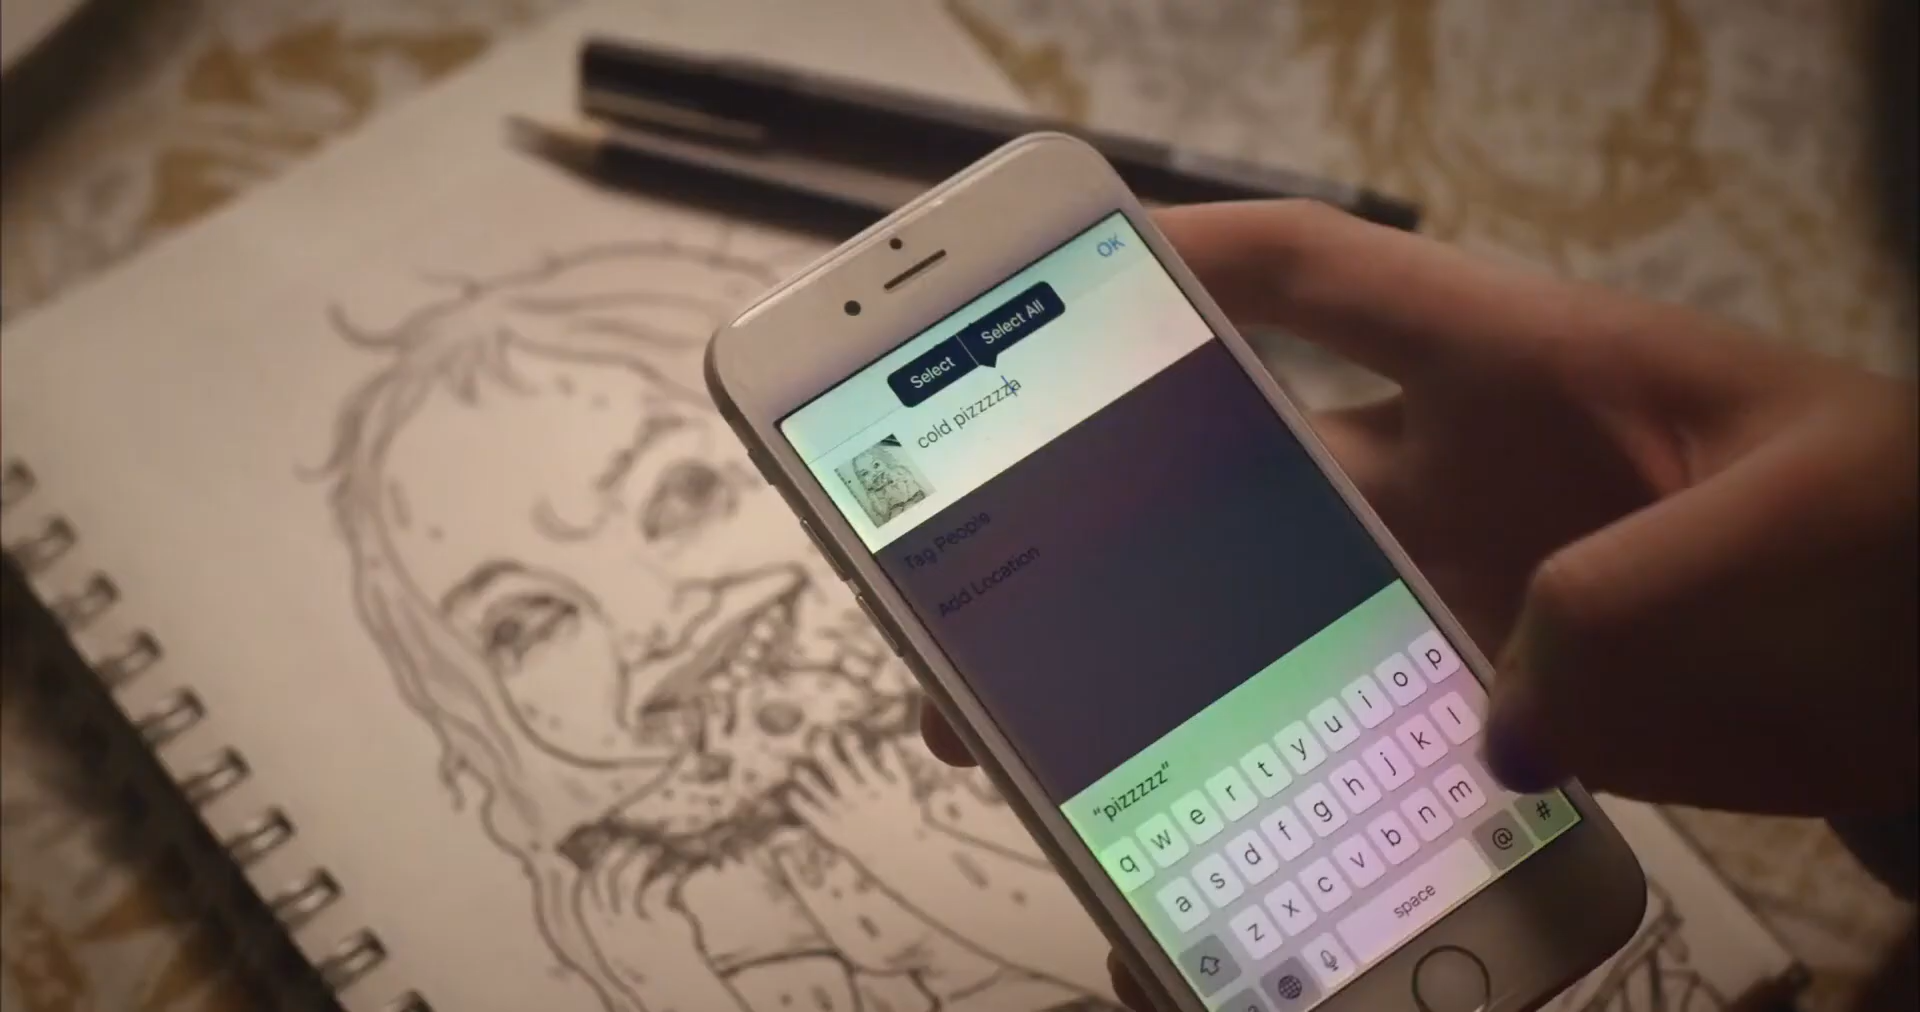 OK
Select Select All
cold pizzzzza
Tag People
Add Location
“pizzzzz”
q w e r t y u i o p
a s d f g h j k l
z x c v b n m
space @ #